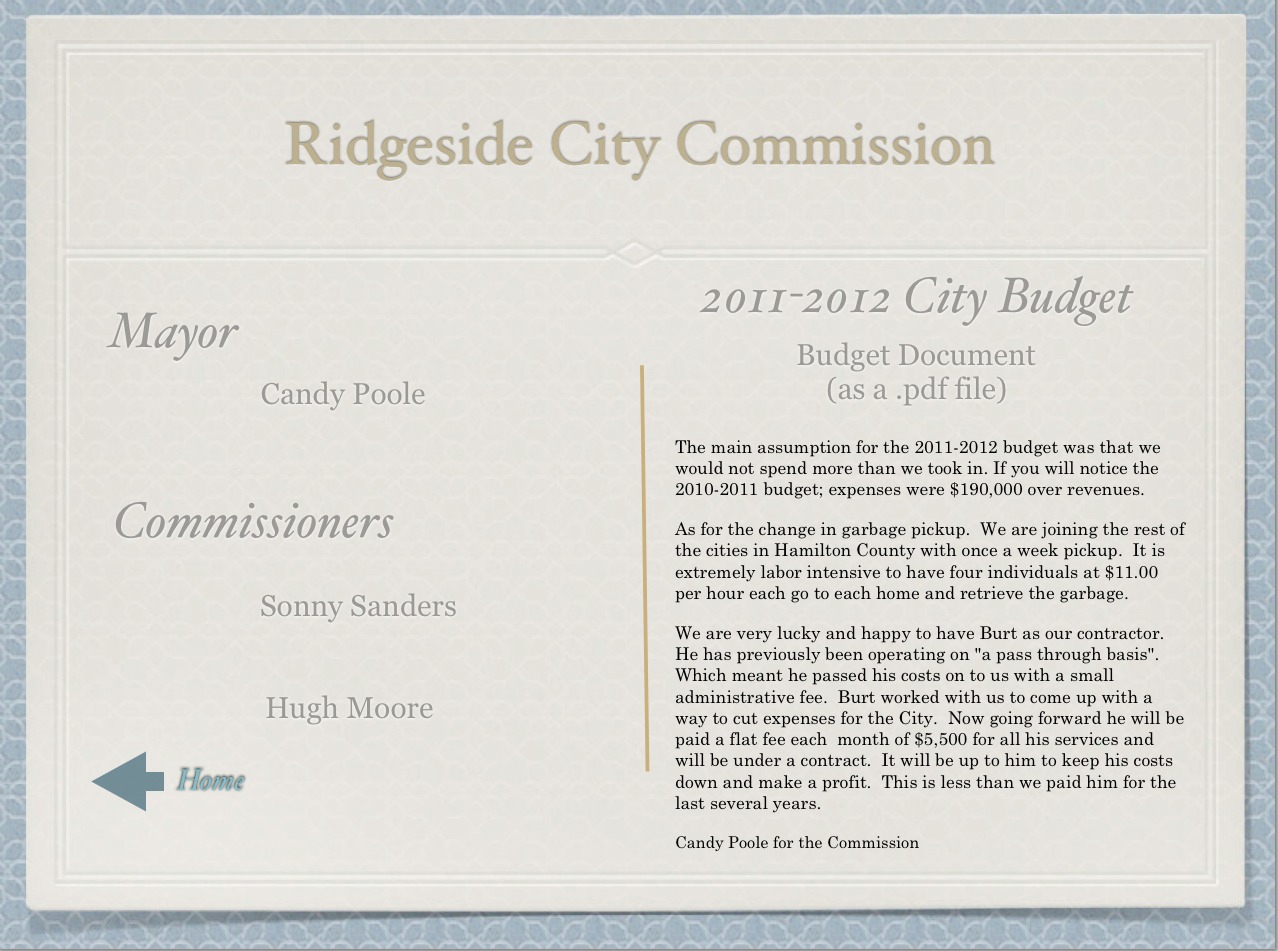 Ridgeside City Commission
Mayor
Candy Poole
Commissioners
Sonny Sanders
Hugh Moore
Home
2011-2012 City Budget
Budget Document
(as a .pdf file)
The main assumption for the 2011-2012 budget was that we
would not spend more than we took in. If you will notice the
2010-2011 budget; expenses were $190,000 over revenues.
As for the change in garbage pickup.  We are joining the rest of
the cities in Hamilton County with once a week pickup.  It is
extremely labor intensive to have four individuals at $11.00
per hour each go to each home and retrieve the garbage.
We are very lucky and happy to have Burt as our contractor.
He has previously been operating on "a pass through basis".
Which meant he passed his costs on to us with a small
administrative fee.  Burt worked with us to come up with a
way to cut expenses for the City.  Now going forward he will be
paid a flat fee each  month of $5,500 for all his services and
will be under a contract.  It will be up to him to keep his costs
down and make a profit.  This is less than we paid him for the
last several years.
Candy Poole for the Commission